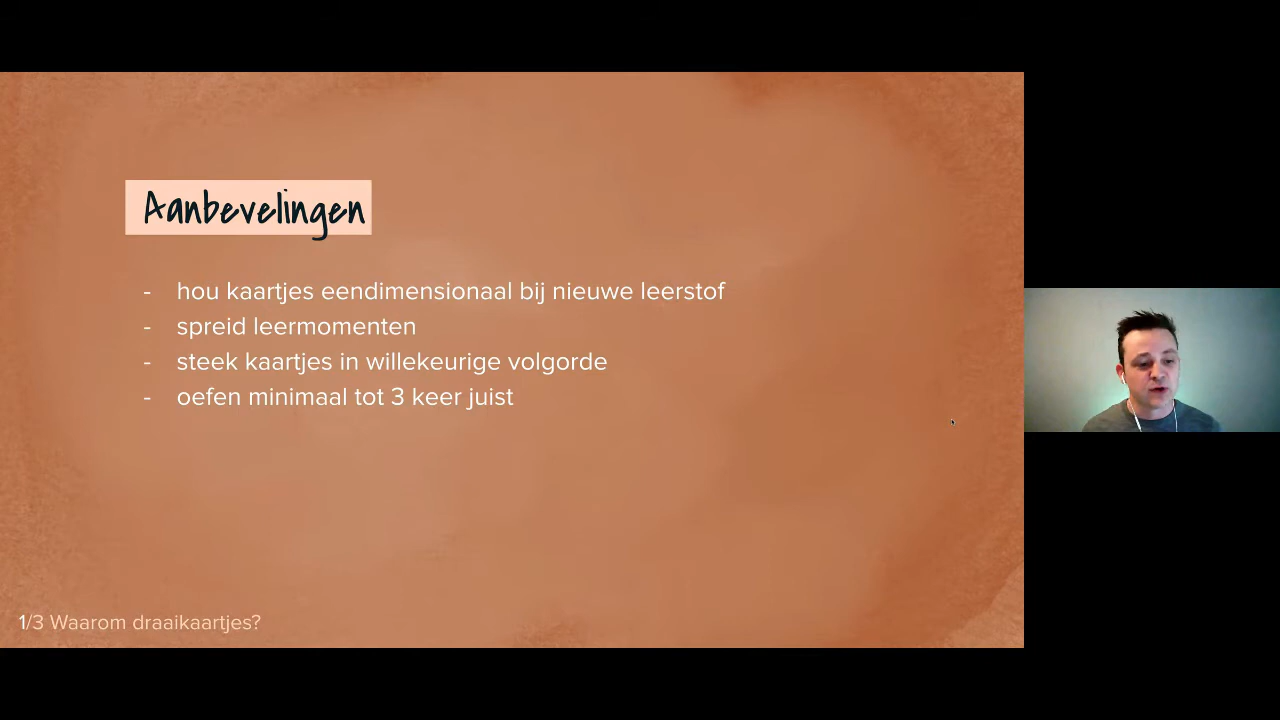 Aanbevelingen
- hou kaartjes eendimensionaal bij nieuwe leerstof
- spreid leermomenten
- steek kaartjes in willekeurige volgorde
- oefen minimaal tot 3 keer juist
1/3 Waarom draaikaartjes?